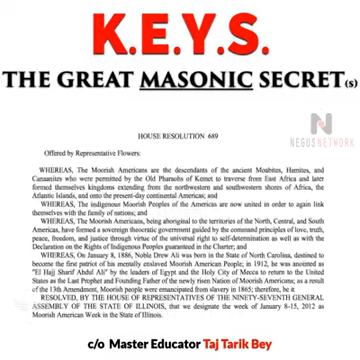 K.E.Y.S.
THE GREAT MASONIC SECRET(s)
N
NEGUSNETWORK
HOUSE RESOLUTION 689
Offered by Representative Flowers:
WHEREAS, The Moorish Americans are the descendants of the ancient Moabites, Hamites, and
Canaanites who were permitted by the Old Pharaohs of Kemet to traverse from East Africa and later
formed themselves kingdoms extending from the northwestern and southwestern shores of Africa, the
Atlantic Islands, and onto the present-day continental Americas; and
WHEREAS, The indigenous Moorish Peoples of the Americas are now united in order to again link
themselves with the family of nations; and
WHEREAS, The Moorish Americans, being aboriginal to the territories of the North, Central, and South
Americas, have formed a sovereign theocratic government guided by the command principles of love, truth,
peace, freedom, and justice through virtue of the universal right to self-determination as well as with the
Declaration on the Rights of Indigenous Peoples guaranteed in the Charter; and
WHEREAS, On January 8, 1886, Noble Drew Ali was born in the State of North Carolina, destined to
become the first patriot of his mentally enslaved Moorish American People; in 1912, he was anointed as
"El Hajj Sharif Abdul Ali" by the leaders of Egypt and the Holy City of Mecca to return to the United
States as the Last Prophet and Founding Father of the newly risen Nation of Moorish Americans; as a result
of the 13th Amendment, Moorish People were emancipated from slavery in 1865; therefore, be it
RESOLVED, BY THE HOUSE OF REPRESENTATIVES OF THE NINETY-SEVENTH GENERAL
ASSEMBLY OF THE STATE OF ILLINOIS, that we designate the week of January 8-15, 2012 as
Moorish American Week in the State of Illinois.
c/o Master Educator Taj Tarik Bey